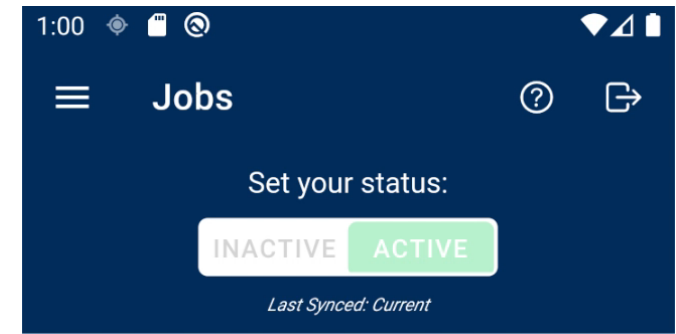 1:00
Jobs
Set your status:
INACTIVE ACTIVE
Last Synced: Current